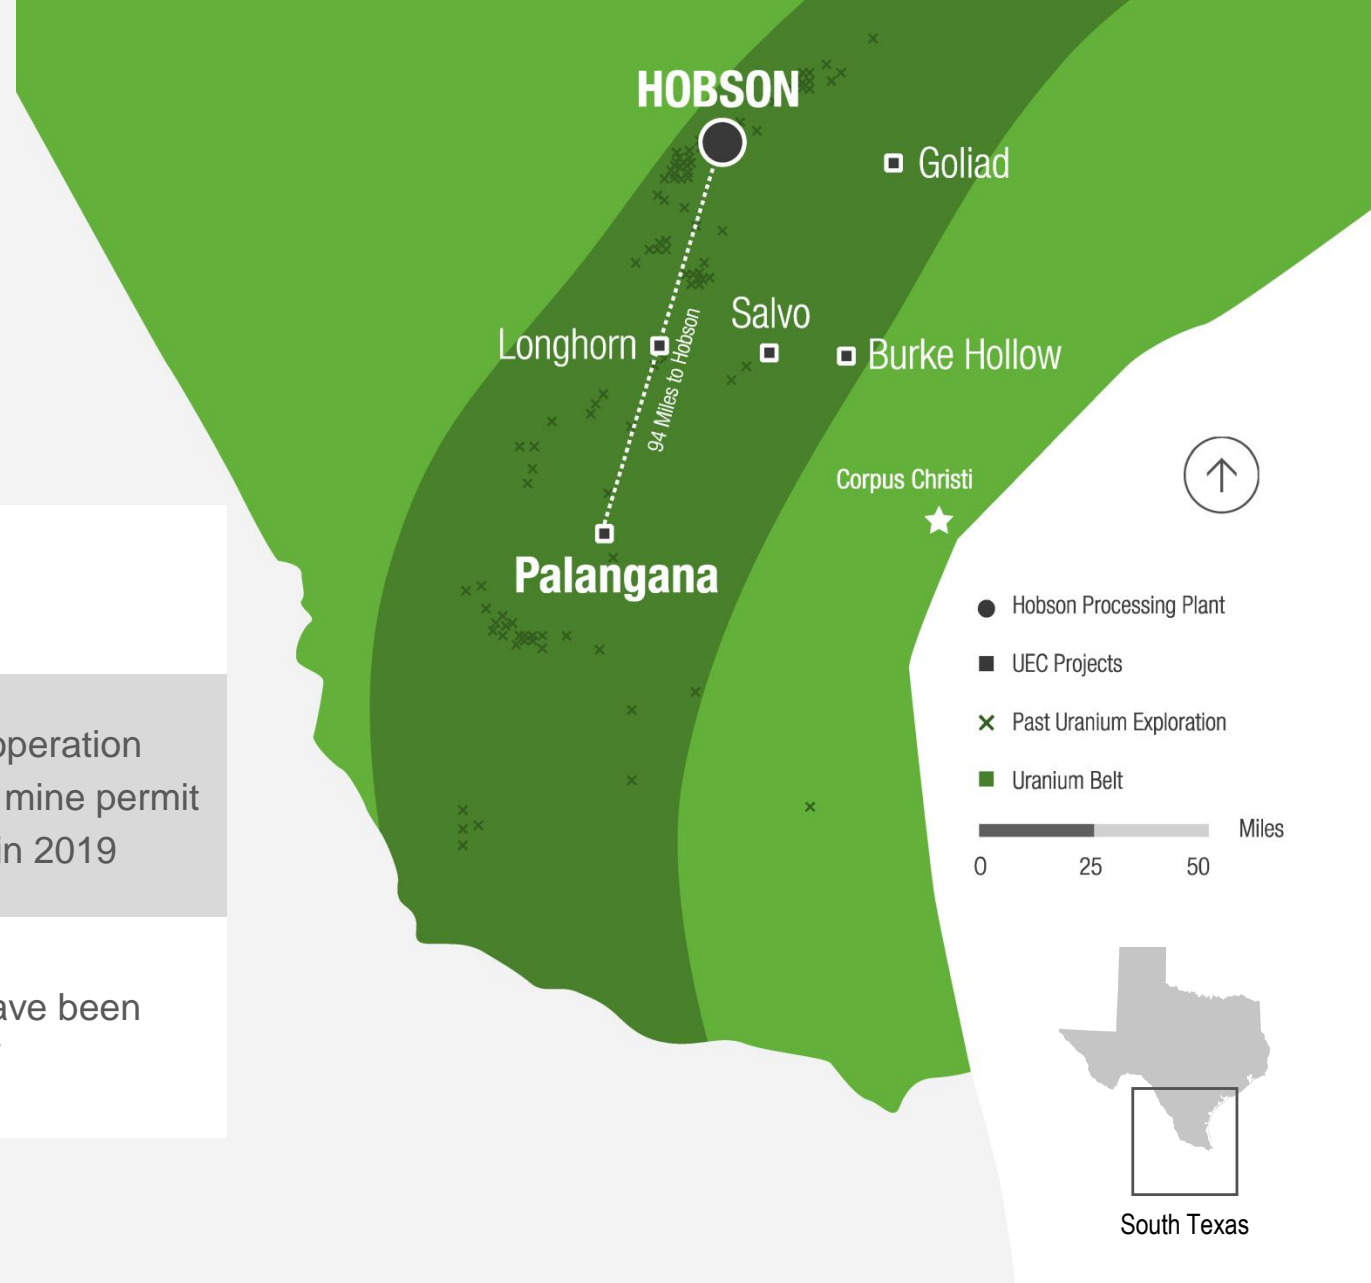 HOBSON
Goliad
Salvo
Longhorn
Burke Hollow
94 Miles to Hobson
Corpus Christi
Palangana
Hobson Processing Plant
UEC Projects
Past Uranium Exploration
Uranium Belt
Miles
0 25 50
operation
mine permit
in 2019
ave been
South Texas